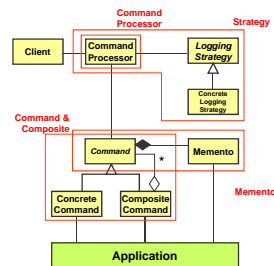 Command
Processor
Strategy
Client
Command
Processor
Logging
Strategy
Concrete
Logging
Strategy
Command &
Composite
Command
*
Memento
Memento
Concrete
Command
Composite
Command
Application